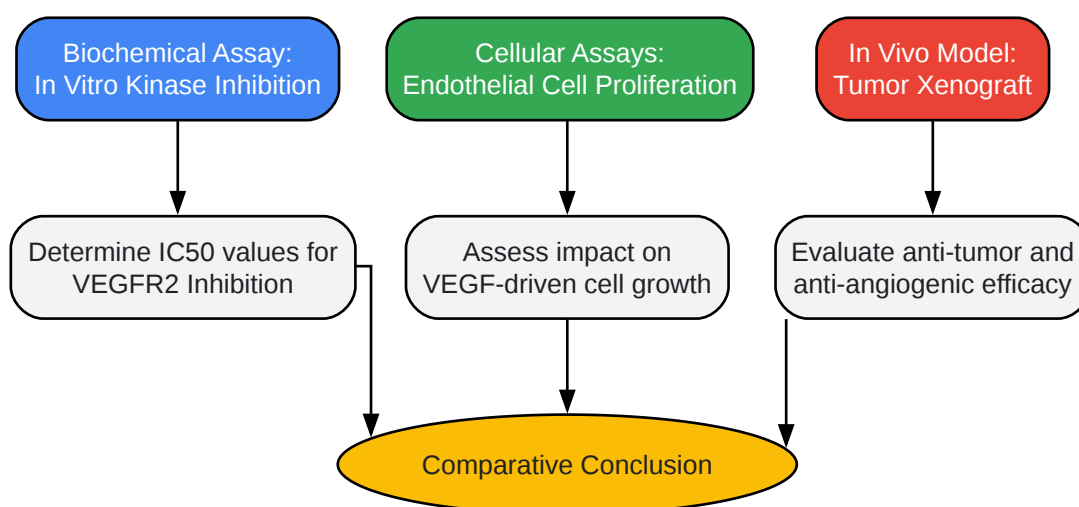 Biochemical Assay:
In Vitro Kinase Inhibition
Cellular Assays:
Endothelial Cell Proliferation
In Vivo Model:
Tumor Xenograft
Determine IC50 values for
VEGFR2 Inhibition
Assess impact on
VEGF-driven cell growth
Evaluate anti-tumor and
anti-angiogenic efficacy
Comparative Conclusion